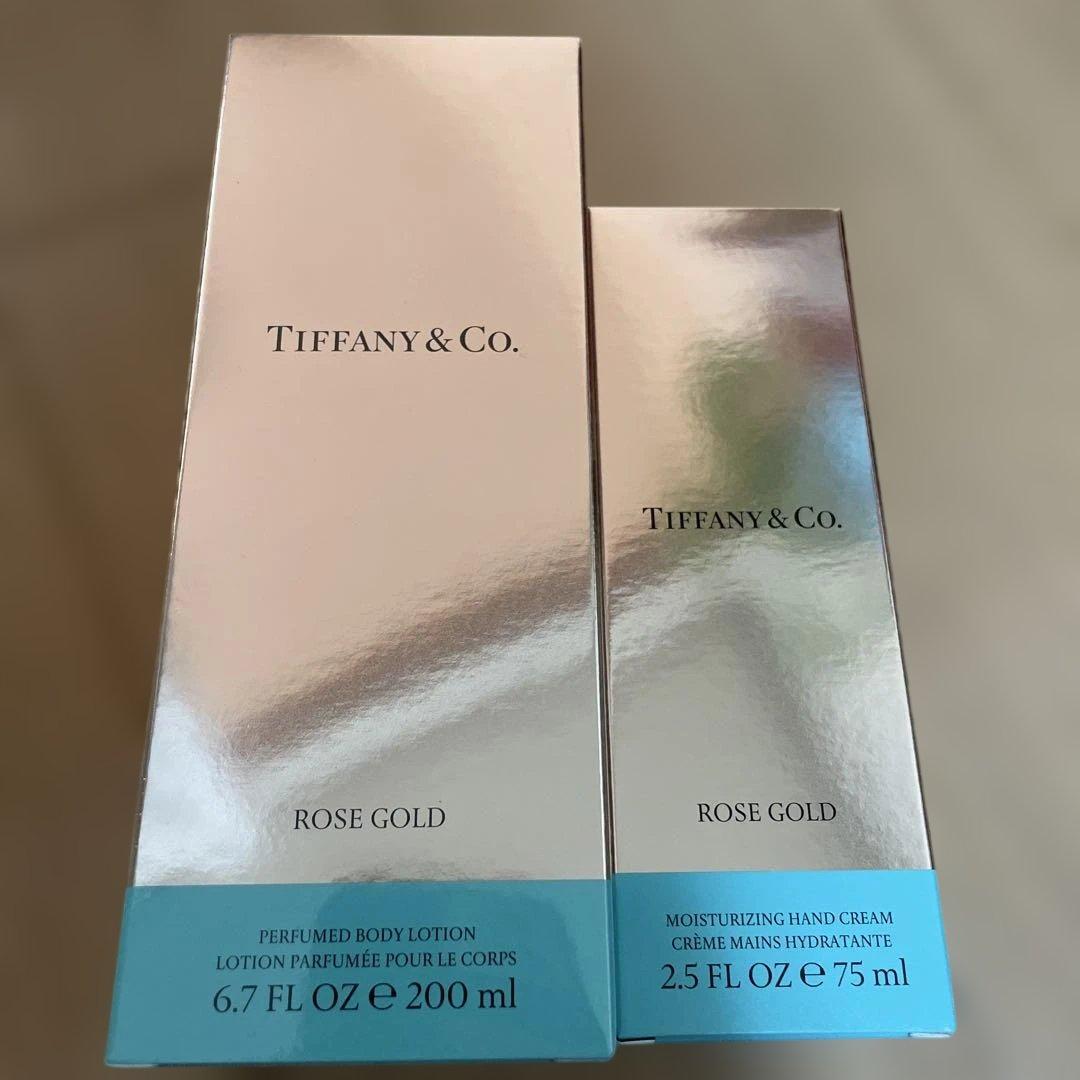 TIFFANY & CO.
ROSE GOLD
PERFUMED BODY LOTION
LOTION PARFUMÉE POUR LE CORPS
6.7 FL OZ ℮ 200 ml
TIFFANY & CO.
ROSE GOLD
MOISTURIZING HAND CREAM
CRÈME MAINS HYDRATANTE
2.5 FL OZ ℮ 75 ml